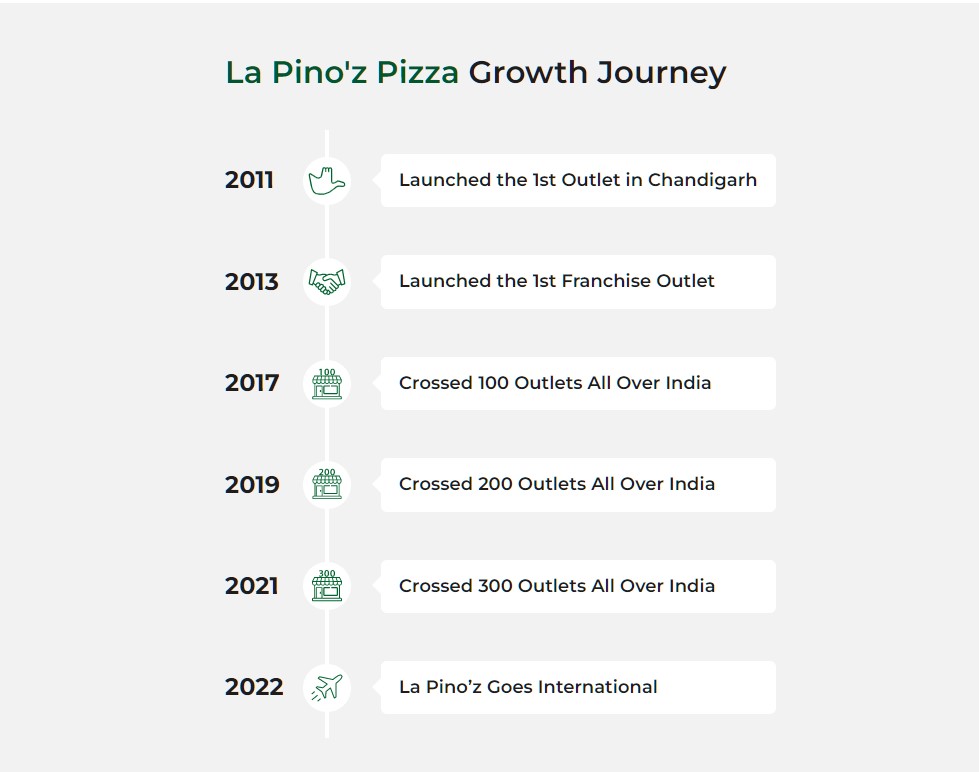 La Pino'z Pizza Growth Journey
2011
Launched the 1st Outlet in Chandigarh
2013
Launched the 1st Franchise Outlet
2017
100
Crossed 100 Outlets All Over India
2019
200
Crossed 200 Outlets All Over India
2021
300
Crossed 300 Outlets All Over India
2022
La Pino’z Goes International